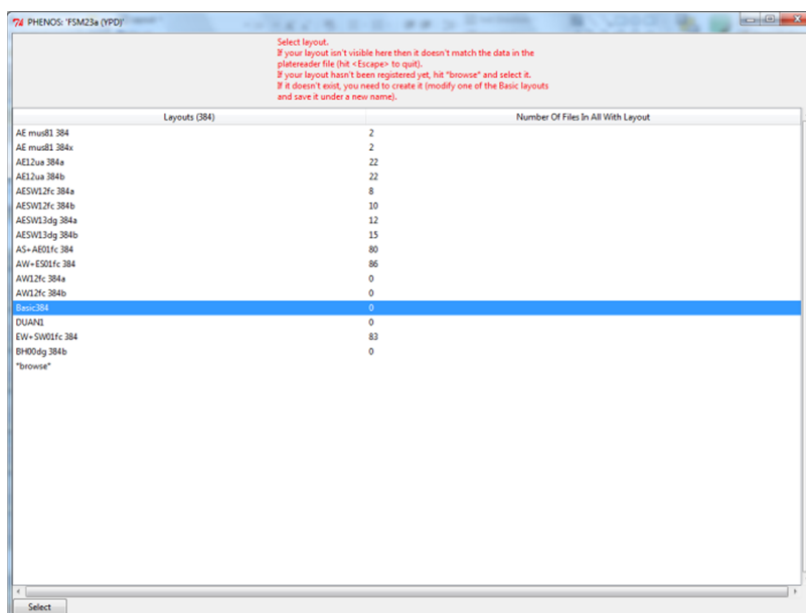 PHENOS: 'FSM23a (YPD)'
Select layout.
If your layout isn't visible here then it doesn't match the data in the
platereader file (hit <Escape> to quit).
If your layout hasn't been registered yet, hit "browse" and select it.
If it doesn't exist, you need to create it (modify one of the Basic layouts
and save it under a new name).
Layouts (384) Number Of Files In All With Layout
AE mus81 384 2
AE mus81 384x 2
AE12ua 384a 22
AE12ua 384b 22
AESW12fc 384a 8
AESW12fc 384b 10
AESW13dg 384a 12
AESW13dg 384b 15
AS+AE01fc 384 80
AW+ES01fc 384 86
AW12fc 384a 0
AW12fc 384b 0
Basic384 0
DUAN1 0
EW+SW01fc 384 83
BH00dg 384b 0
*browse*
Select